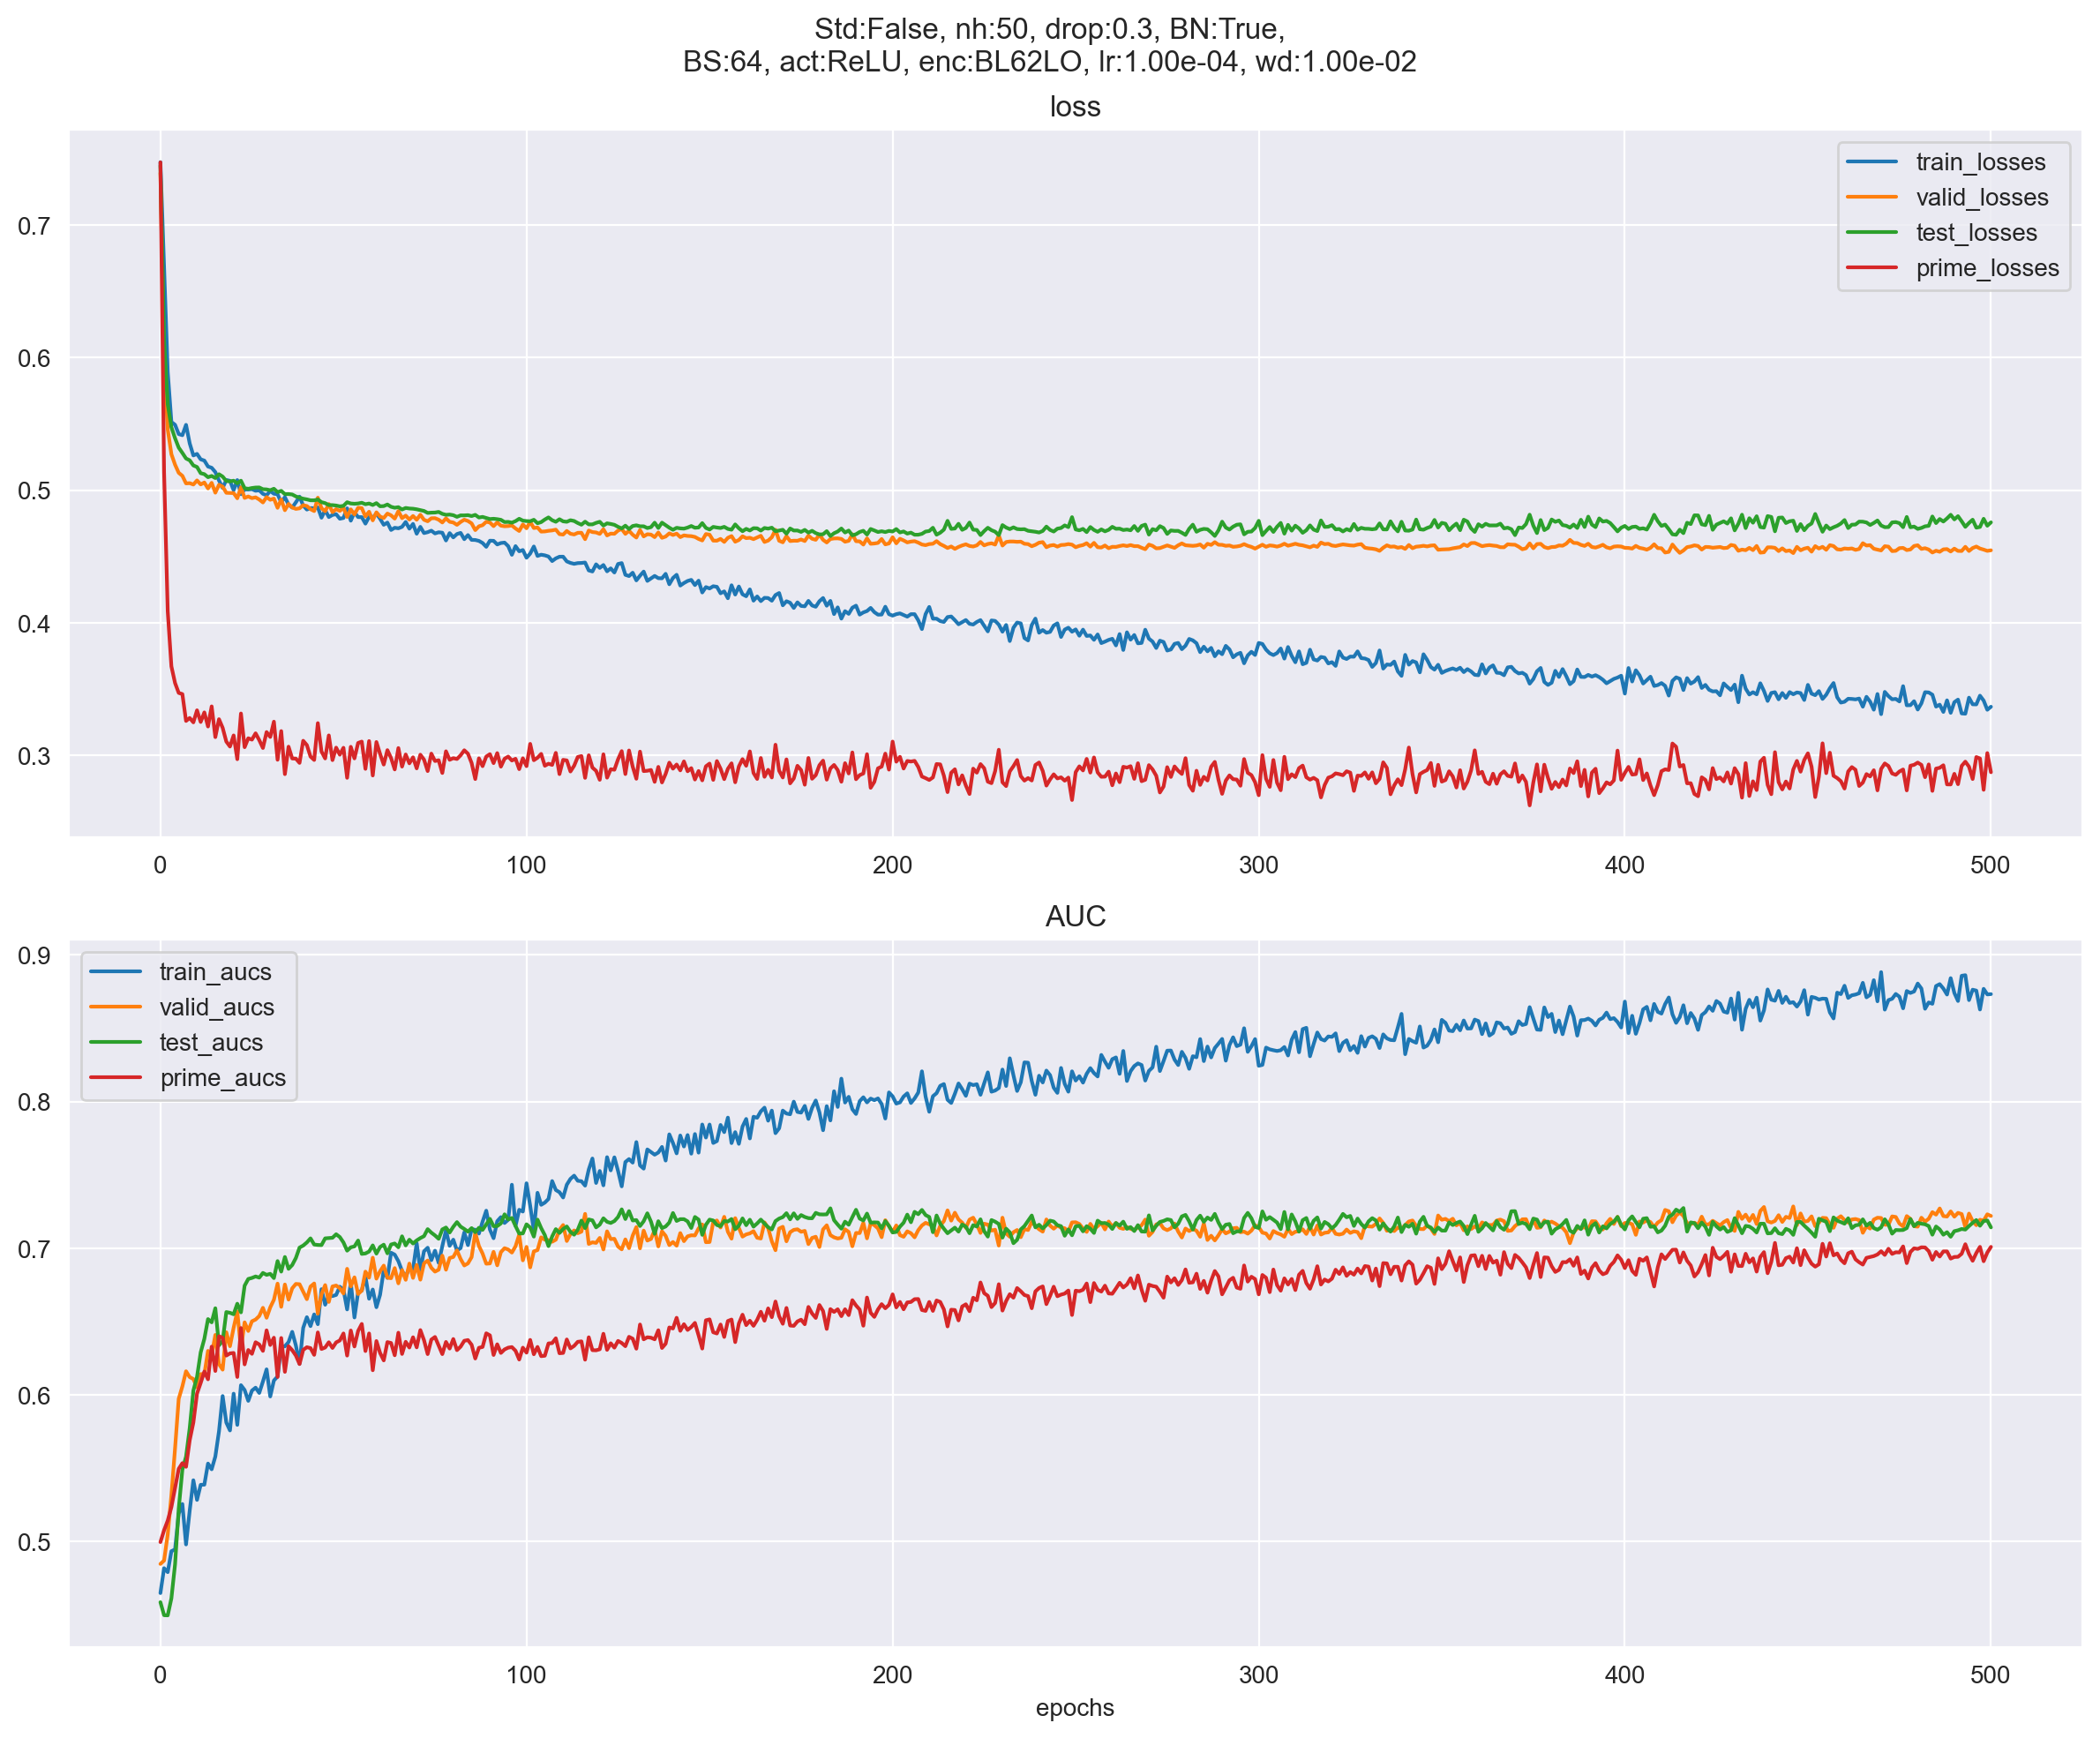 Std:False, nh:50, drop:0.3, BN:True,
BS:64, act:ReLU, enc:BL62LO, lr:1.00e-04, wd:1.00e-02
loss
train_losses
valid_losses
test_losses
prime_losses
0.7
0.6
0.5
0.4
0.3
0 100 200 300 400 500
AUC
train_aucs
valid_aucs
test_aucs
prime_aucs
0.9
0.8
0.7
0.6
0.5
0 100 200 300 400 500
epochs